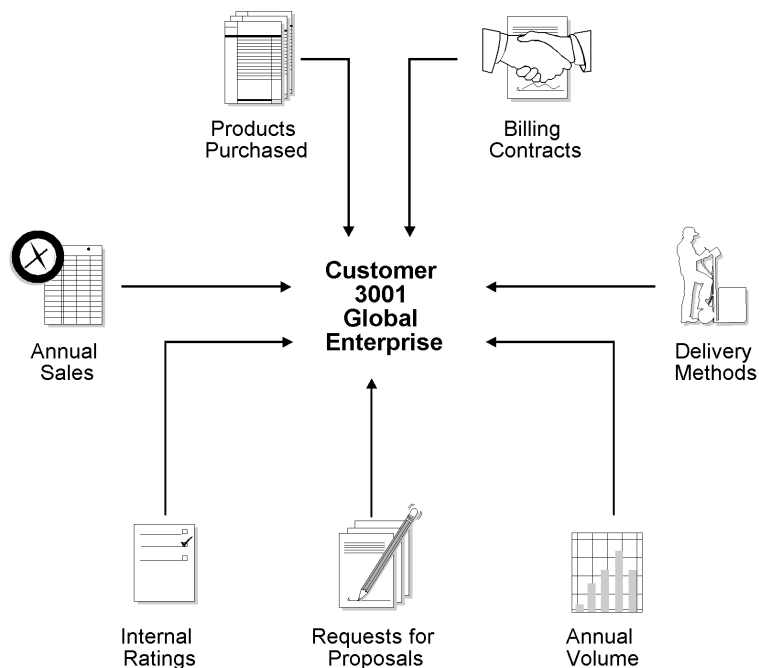 Products
Purchased
Billing
Contracts
Customer
3001
Global
Enterprise
Annual
Sales
Delivery
Methods
Internal
Ratings
Requests for
Proposals
Annual
Volume